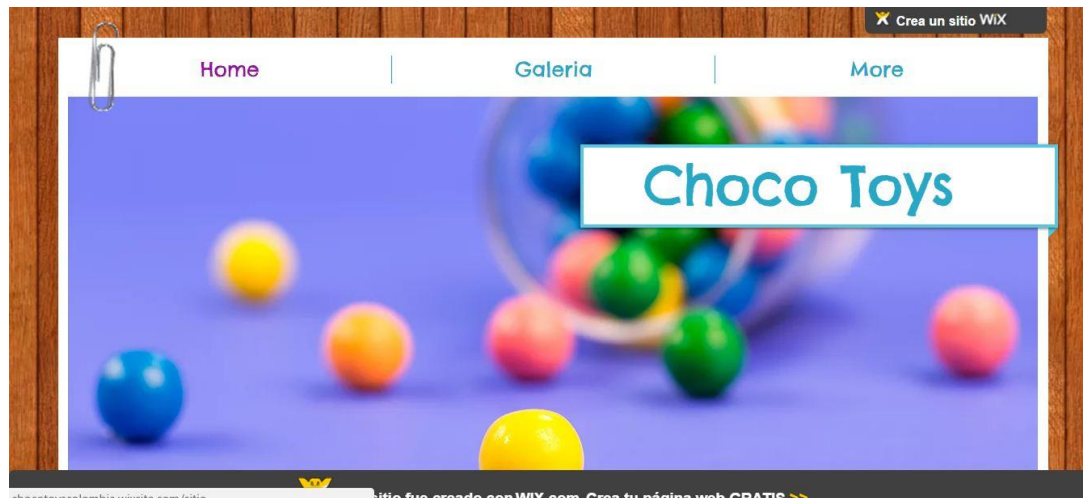 Crea un sitio WiX
Home
Galeria
More
Choco Toys
sitio fue creado con WIX.com. Crea tu página web GRATIS >>